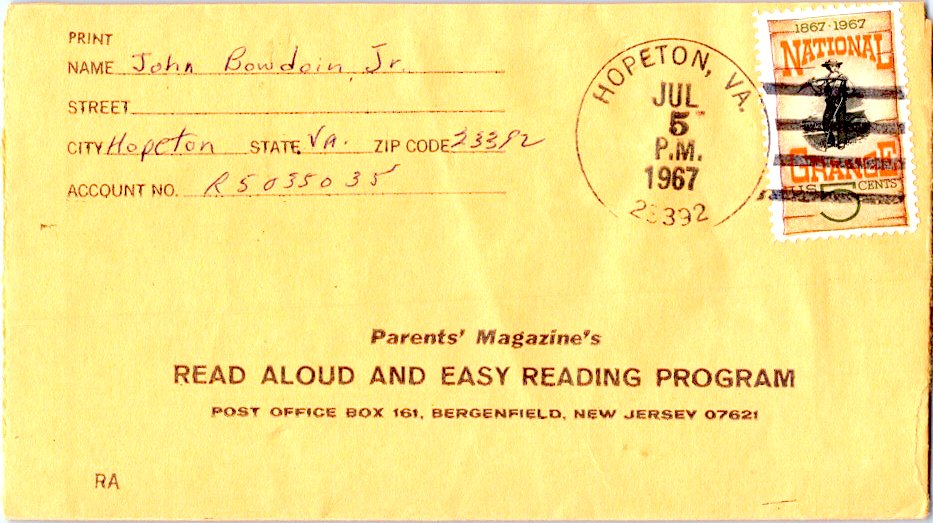 PRINT
NAME John Bowdoin, Jr.
STREET
CITY Hopeton STATE VA. ZIP CODE 23392
ACCOUNT NO. R5035035
HOPETON, VA.
JUL
5
P.M.
1967
23392
1867-1967
NATIONAL
GRANGE
U.S. 5 CENTS
Parents' Magazine's
READ ALOUD AND EASY READING PROGRAM
POST OFFICE BOX 161, BERGENFIELD, NEW JERSEY 07621
RA